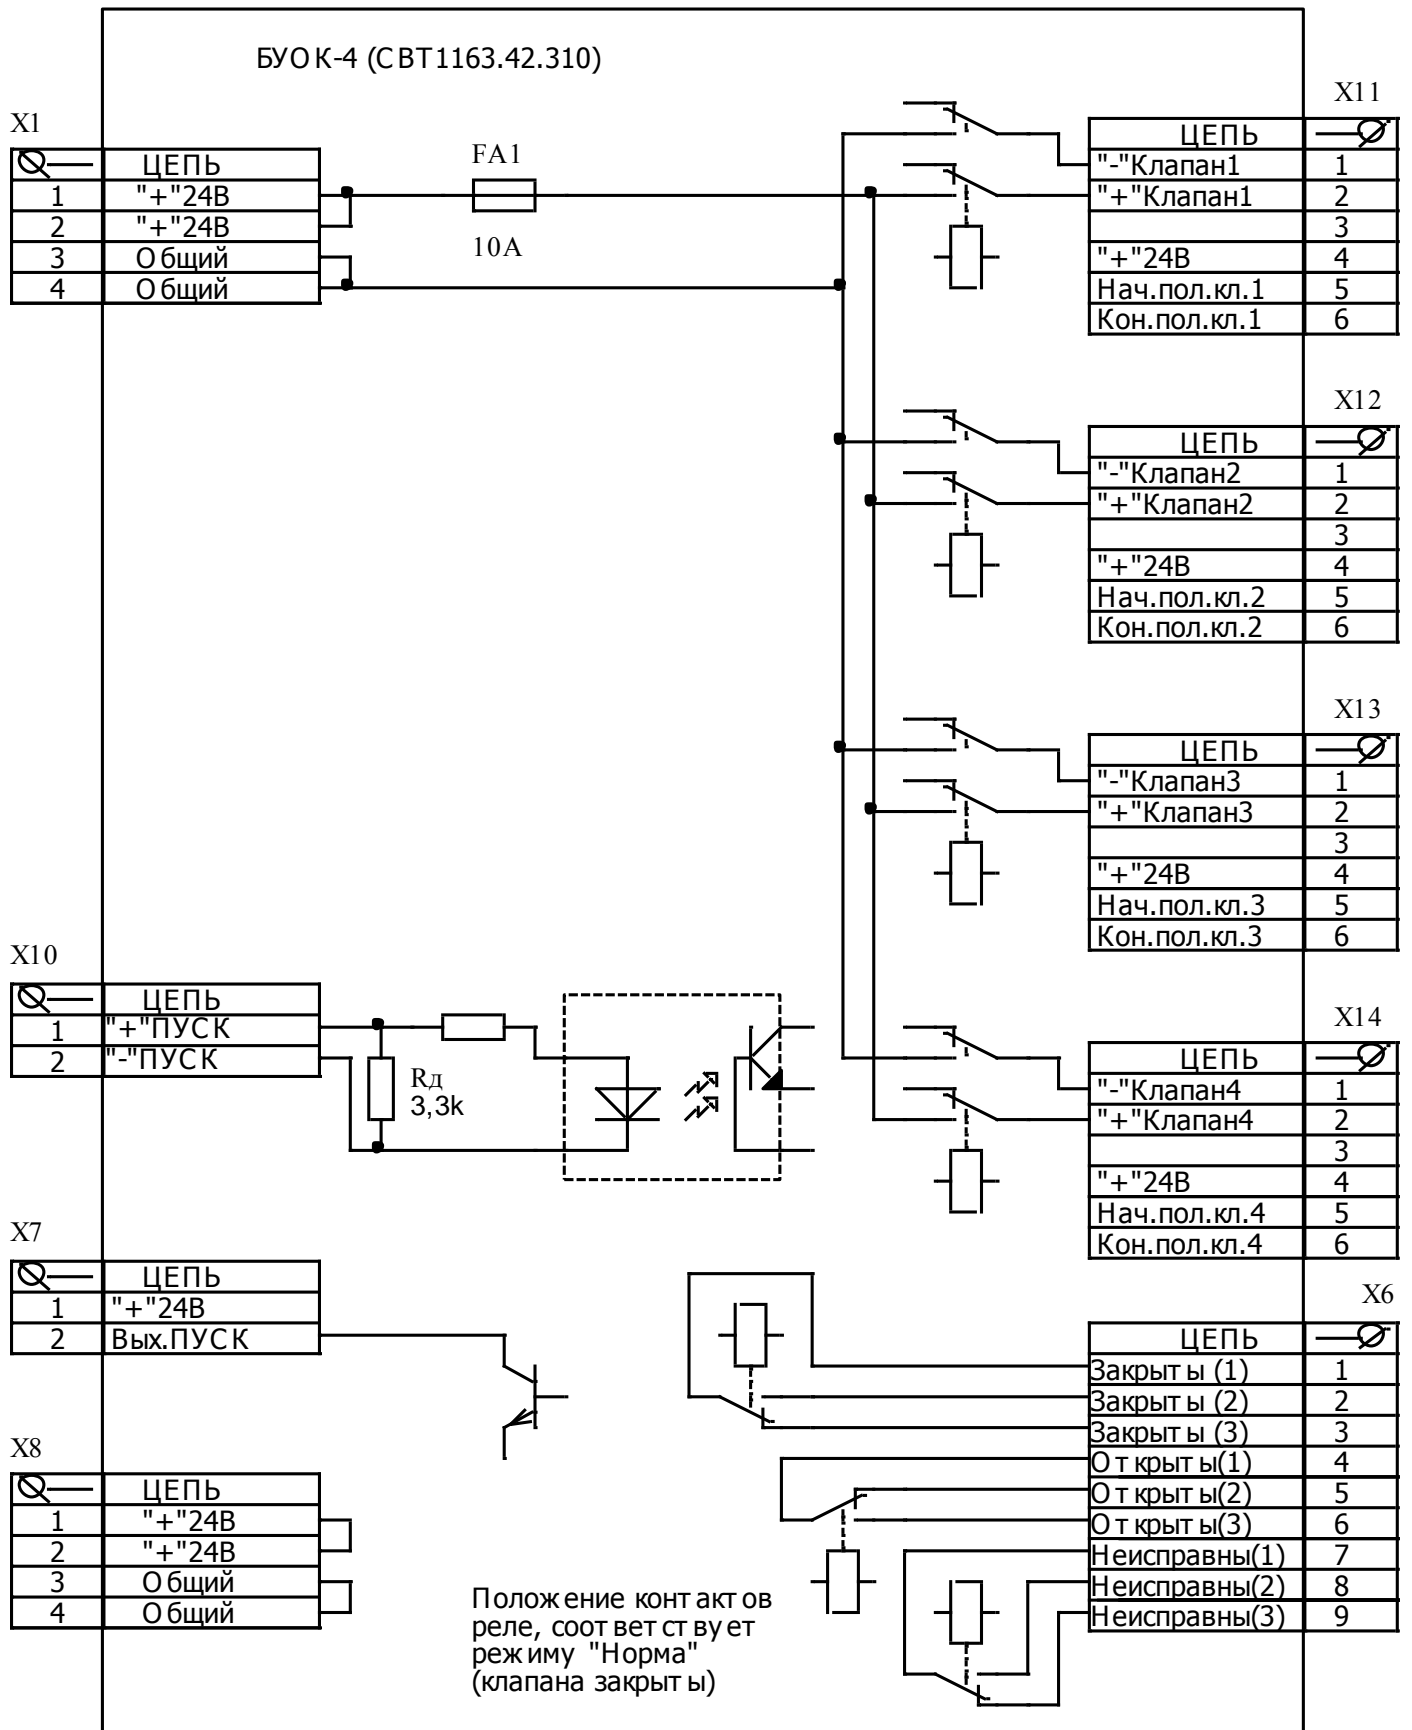 БУОК-4 (СВТ1163.42.310)
X1
ЦЕПЬ
1 "+"24В
2 "+"24В
3 Общий
4 Общий
FA1
10А
X11
ЦЕПЬ
"-"Клапан1 1
"+"Клапан1 2
3
"+"24В 4
Нач.пол.кл.1 5
Кон.пол.кл.1 6
X12
ЦЕПЬ
"-"Клапан2 1
"+"Клапан2 2
3
"+"24В 4
Нач.пол.кл.2 5
Кон.пол.кл.2 6
X13
ЦЕПЬ
"-"Клапан3 1
"+"Клапан3 2
3
"+"24В 4
Нач.пол.кл.3 5
Кон.пол.кл.3 6
X10
ЦЕПЬ
1 "+"ПУСК
2 "-"ПУСК
Rд
3,3k
X14
ЦЕПЬ
"-"Клапан4 1
"+"Клапан4 2
3
"+"24В 4
Нач.пол.кл.4 5
Кон.пол.кл.4 6
X7
ЦЕПЬ
1 "+"24В
2 Вых.ПУСК
X6
ЦЕПЬ
Закрыты (1) 1
Закрыты (2) 2
Закрыты (3) 3
Открыты(1) 4
Открыты(2) 5
Открыты(3) 6
Неисправны(1) 7
Неисправны(2) 8
Неисправны(3) 9
X8
ЦЕПЬ
1 "+"24В
2 "+"24В
3 Общий
4 Общий
Положение контактов
реле, соответствует
режиму "Норма"
(клапана закрыты)